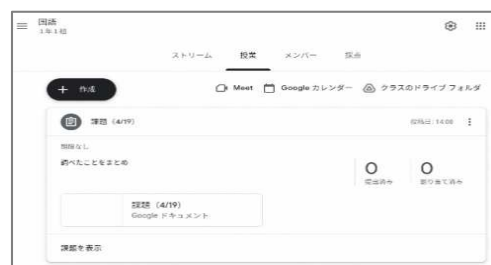 国語
1年1組
ストリーム 授業 メンバー 採点
+ 作成
Meet Google カレンダー クラスのドライブ フォルダ
課題 (4/19)
投稿日: 14:08
期限なし
調べたことをまとめ
0 0
提出済み 割り当て済み
課題 (4/19)
Google ドキュメント
課題を表示